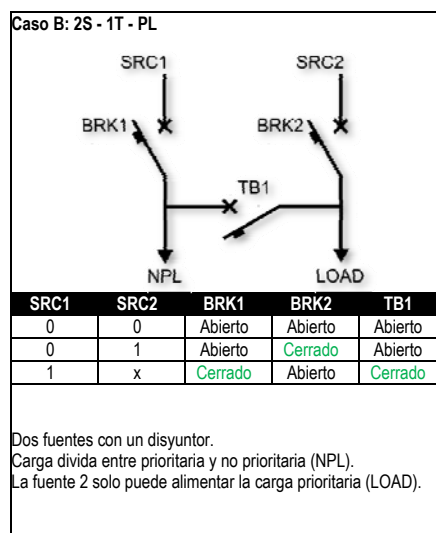 Caso B: 2S - 1T - PL
SRC1 SRC2
BRK1 BRK2
TB1
NPL LOAD
SRC1 SRC2 BRK1 BRK2 TB1
0 0 Abierto Abierto Abierto
0 1 Abierto Cerrado Abierto
1 x Cerrado Abierto Cerrado
Dos fuentes con un disyuntor.
Carga divida entre prioritaria y no prioritaria (NPL).
La fuente 2 solo puede alimentar la carga prioritaria (LOAD).